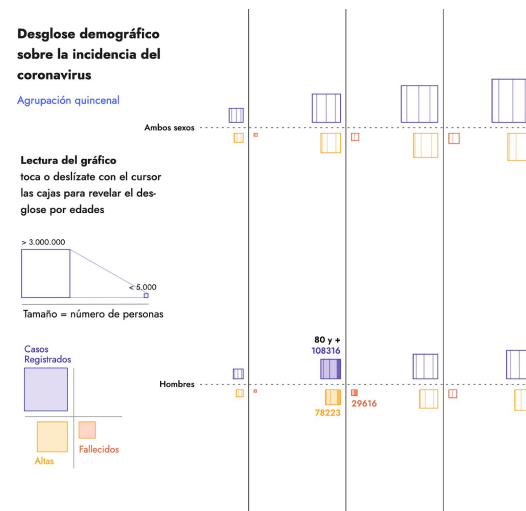 Desglose demográfico
sobre la incidencia del
coronavirus
Agrupación quincenal
Ambos sexos
Lectura del gráfico
toca o deslízate con el cursor
las cajas para revelar el des-
glose por edades
> 3.000.000
< 5.000
Tamaño = número de personas
80 y +
108316
Casos
Registrados
Hombres
78223
29616
Fallecidos
Altas